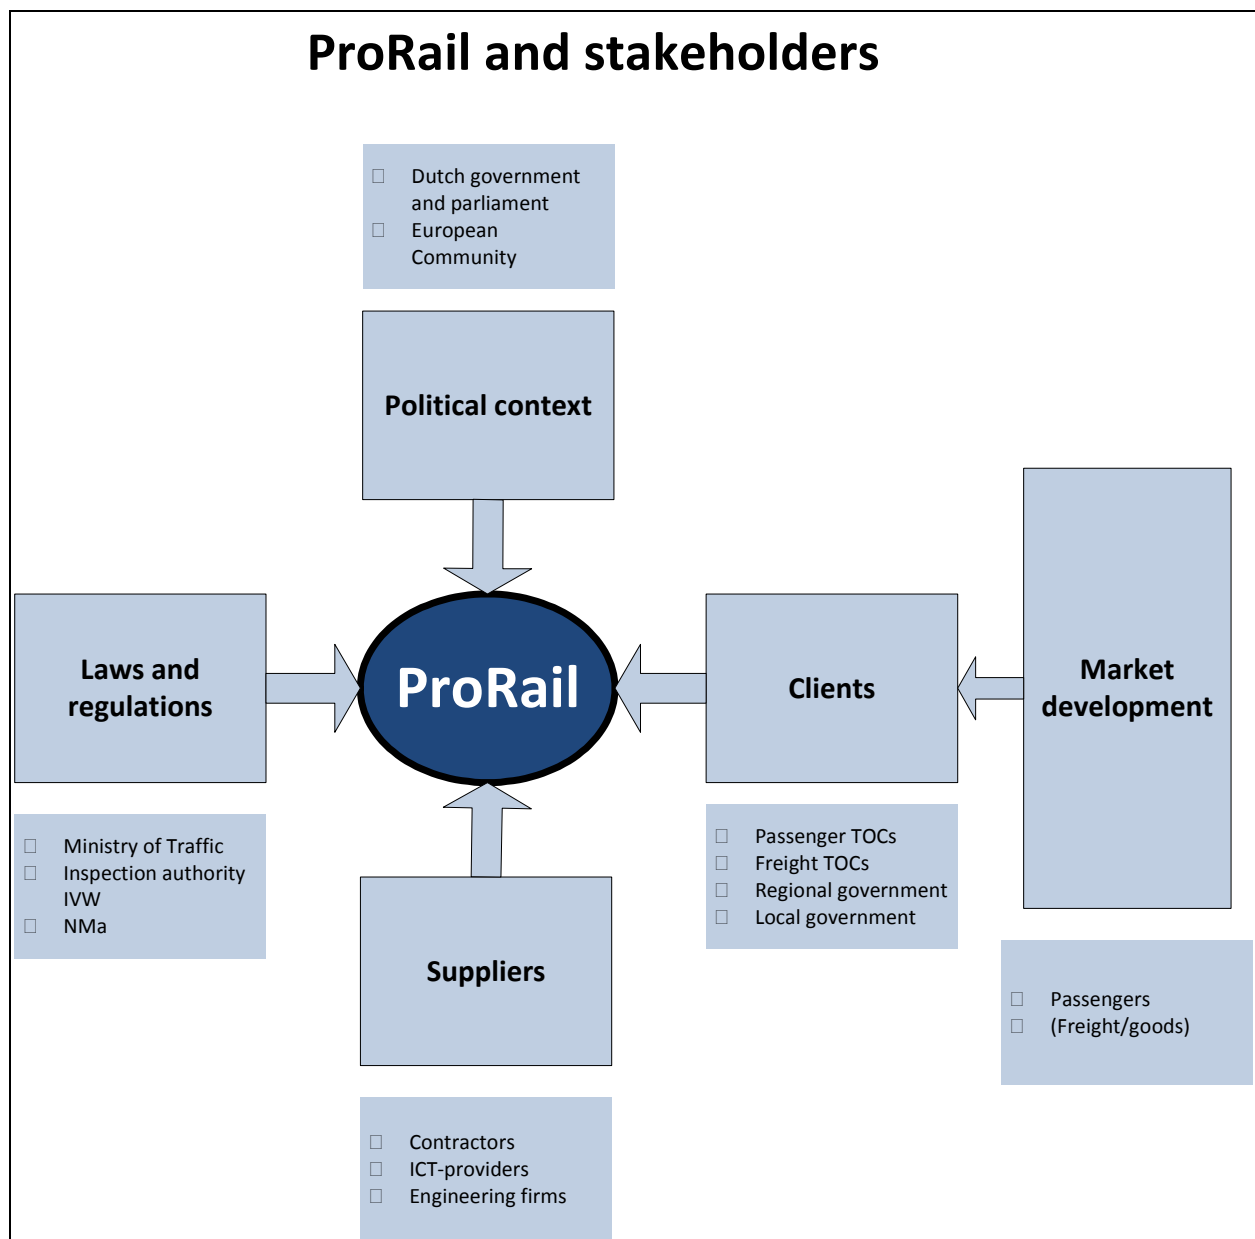 ProRail and stakeholders
Dutch government
and parliament
European
Community
Political context
Laws and
regulations
ProRail
Clients
Market
development
Ministry of Traffic
Inspection authority
IVW
NMa
Suppliers
Passenger TOCs
Freight TOCs
Regional government
Local government
Passengers
(Freight/goods)
Contractors
ICT-providers
Engineering firms